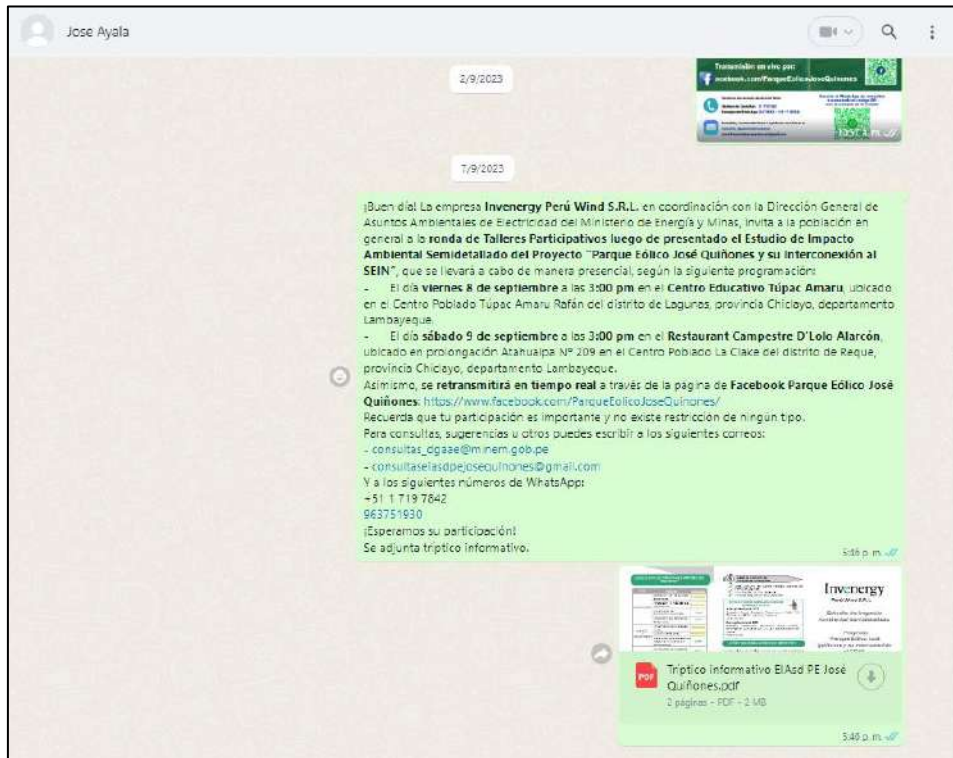 Jose Ayala
2/9/2023
Transmisión en vivo por:
facebook.com/ParqueEolicoJoseQuinones
7/9/2023
¡Buen día! La empresa Invenergy Perú Wind S.R.L. en coordinación con la Dirección General de
Asuntos Ambientales de Electricidad del Ministerio de Energía y Minas, invita a la población en
general a la ronda de Talleres Participativos luego de presentado el Estudio de Impacto
Ambiental Semidetallado del Proyecto "Parque Eólico José Quiñones y su Interconexión al
SEIN", que se llevará a cabo de manera presencial, según la siguiente programación:
- El día viernes 8 de septiembre a las 3:00 pm en el Centro Educativo Túpac Amaru, ubicado
en el Centro Poblado Túpac Amaru Rafán del distrito de Lagunas, provincia Chiclayo, departamento
Lambayeque.
- El día sábado 9 de septiembre a las 3:00 pm en el Restaurant Campestre D'Lolo Alarcón,
ubicado en prolongación Atahualpa N° 209 en el Centro Poblado La Clake del distrito de Reque,
provincia Chiclayo, departamento Lambayeque.
Asimismo, se retransmitirá en tiempo real a través de la página de Facebook Parque Eólico José
Quiñones: https://www.facebook.com/ParqueEolicoJoseQuinones/
Recuerda que tu participación es importante y no existe restricción de ningún tipo.
Para consultas, sugerencias u otros puedes escribir a los siguientes correos:
- consultas_dgaae@minem.gob.pe
- consultaseiasdpejosequinones@gmail.com
Y a los siguientes números de WhatsApp:
+51 1 719 7842
963751930
¡Esperamos su participación!
Se adjunta tríptico informativo.
5:46 p. m.
Invenergy
Perú Wind S.R.L.
PDF
Tríptico informativo EIAsd PE José
Quiñones.pdf
2 páginas - PDF - 2 MB
5:46 p. m.